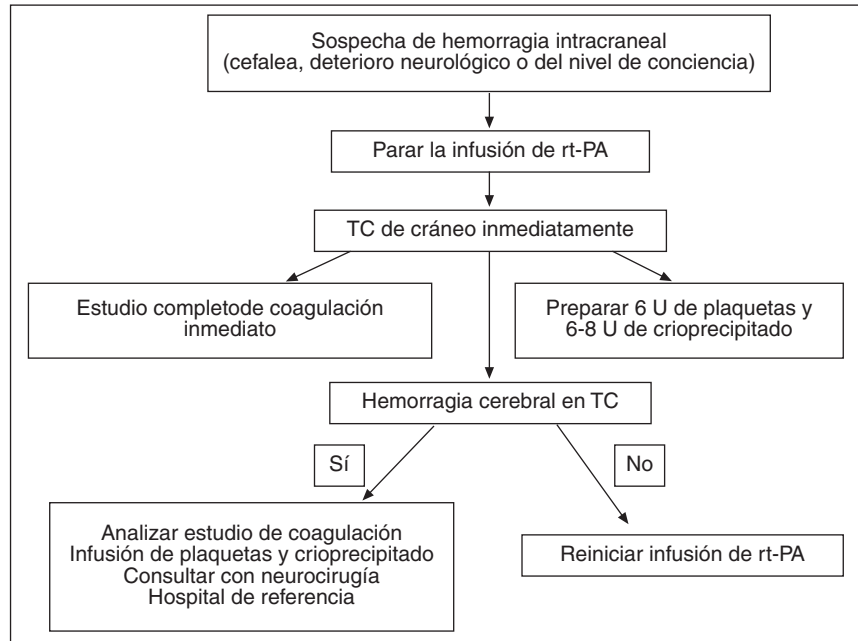 Sospecha de hemorragia intracraneal
(cefalea, deterioro neurológico o del nivel de conciencia)
Parar la infusión de rt-PA
TC de cráneo inmediatamente
Estudio completode coagulación
inmediato
Preparar 6 U de plaquetas y
6-8 U de crioprecipitado
Hemorragia cerebral en TC
Sí
No
Analizar estudio de coagulación
Infusión de plaquetas y crioprecipitado
Consultar con neurocirugía
Hospital de referencia
Reiniciar infusión de rt-PA